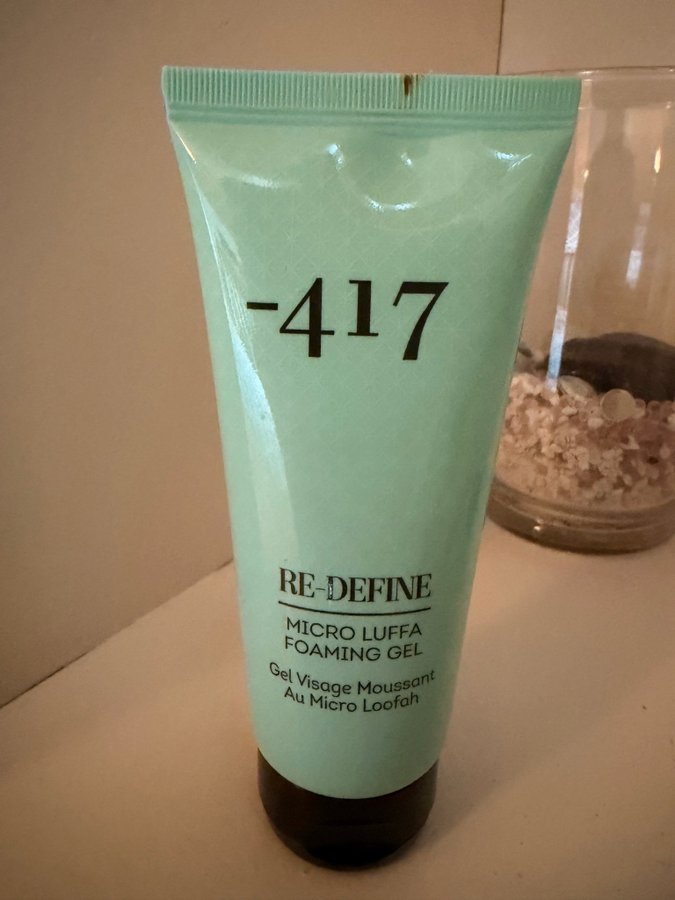 -417
RE-DEFINE
MICRO LUFFA
FOAMING GEL
Gel Visage Moussant
Au Micro Loofah